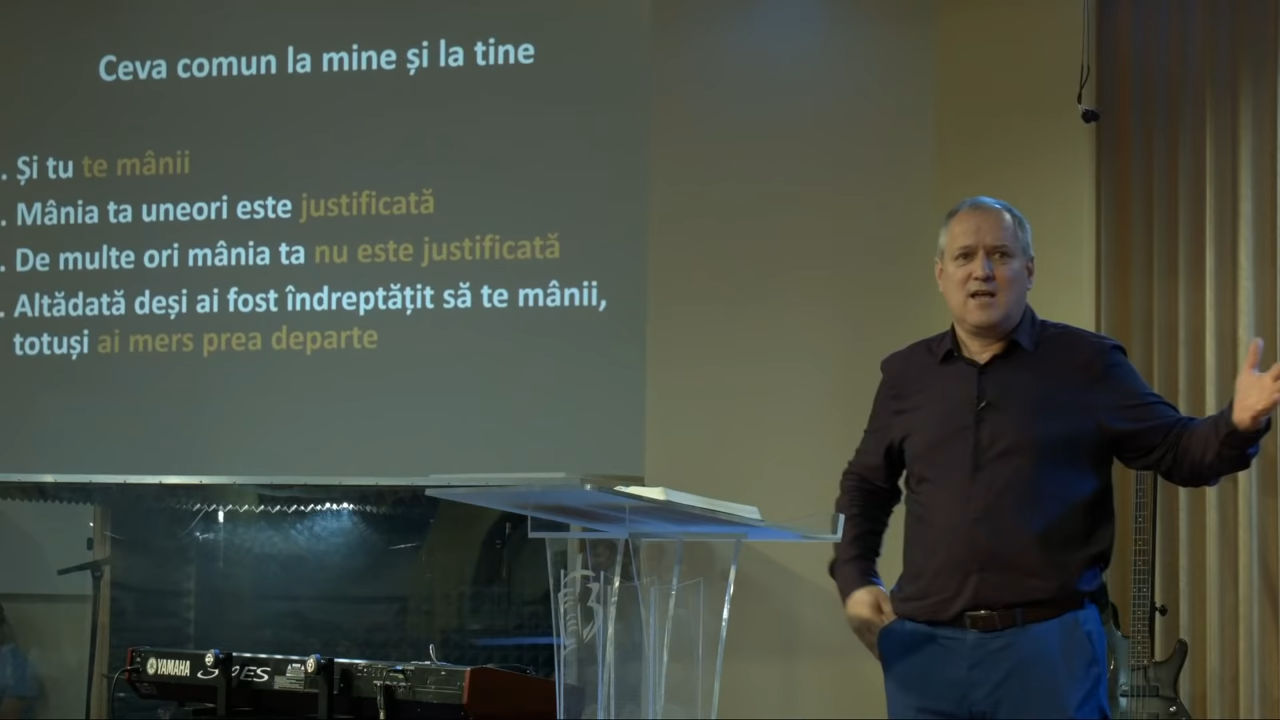 Ceva comun la mine și la tine
. Și tu te mânii
. Mânia ta uneori este justificată
. De multe ori mânia ta nu este justificată
. Altădată deși ai fost îndreptățit să te mânii,
totuși ai mers prea departe
YAMAHA